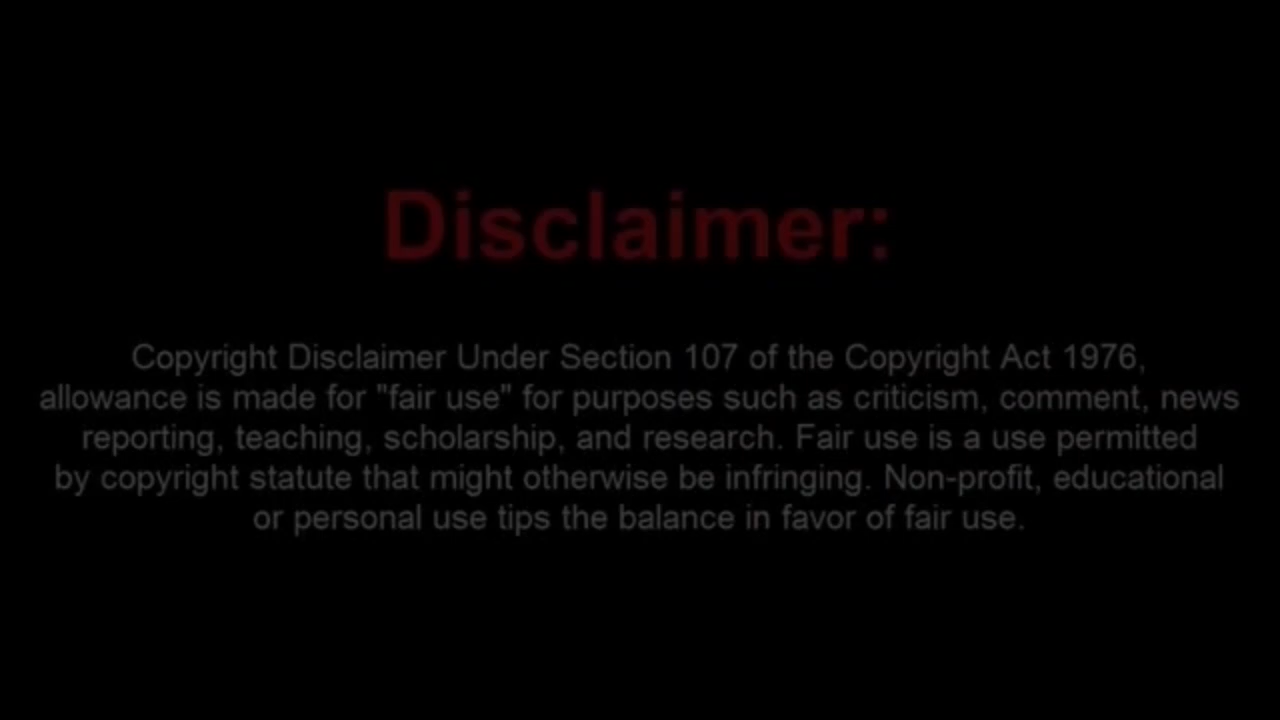 Disclaimer:
Copyright Disclaimer Under Section 107 of the Copyright Act 1976,
allowance is made for "fair use" for purposes such as criticism, comment, news
reporting, teaching, scholarship, and research. Fair use is a use permitted
by copyright statute that might otherwise be infringing. Non-profit, educational
or personal use tips the balance in favor of fair use.